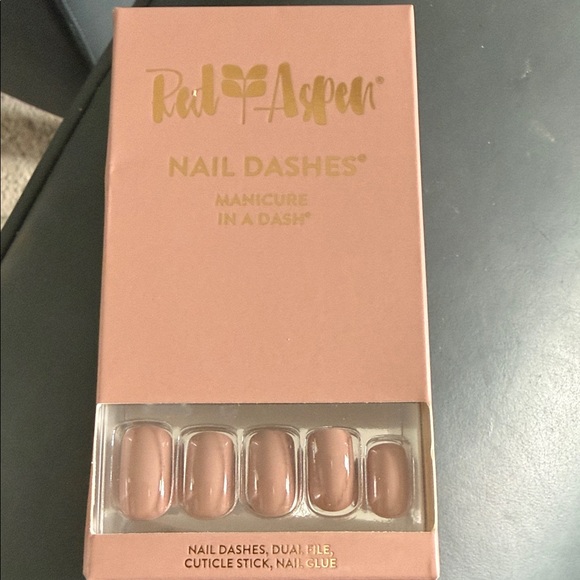 Red Aspen®
NAIL DASHES®
MANICURE
IN A DASH®
NAIL DASHES, DUAL FILE,
CUTICLE STICK, NAIL GLUE